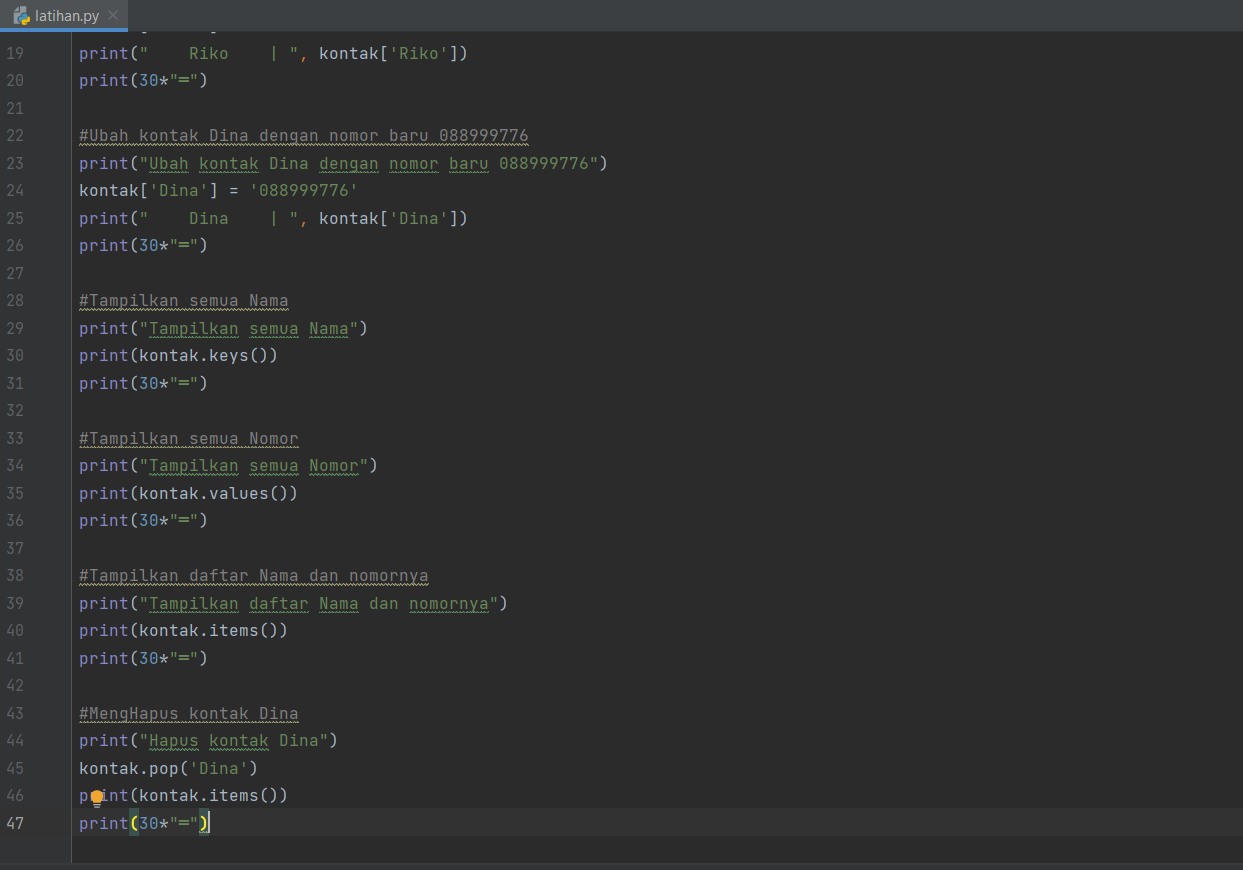 latihan.py
19 print("    Riko    | ", kontak['Riko'])
20 print(30*"=")
21
22 #Ubah kontak Dina dengan nomor baru 088999776
23 print("Ubah kontak Dina dengan nomor baru 088999776")
24 kontak['Dina'] = '088999776'
25 print("    Dina    | ", kontak['Dina'])
26 print(30*"=")
27
28 #Tampilkan semua Nama
29 print("Tampilkan semua Nama")
30 print(kontak.keys())
31 print(30*"=")
32
33 #Tampilkan semua Nomor
34 print("Tampilkan semua Nomor")
35 print(kontak.values())
36 print(30*"=")
37
38 #Tampilkan daftar Nama dan nomornya
39 print("Tampilkan daftar Nama dan nomornya")
40 print(kontak.items())
41 print(30*"=")
42
43 #MengHapus kontak Dina
44 print("Hapus kontak Dina")
45 kontak.pop('Dina')
46 print(kontak.items())
47 print(30*"=")